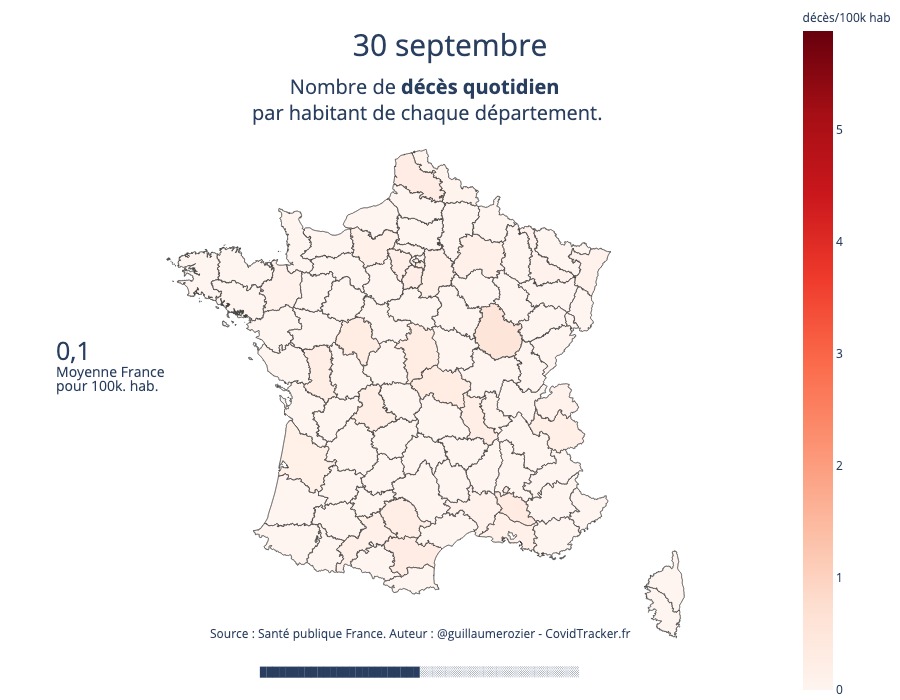 décès/100k hab
30 septembre
Nombre de décès quotidien
par habitant de chaque département.
5
4
3
2
1
0
0,1
Moyenne France
pour 100k. hab.
Source : Santé publique France. Auteur : @guillaumerozier - CovidTracker.fr